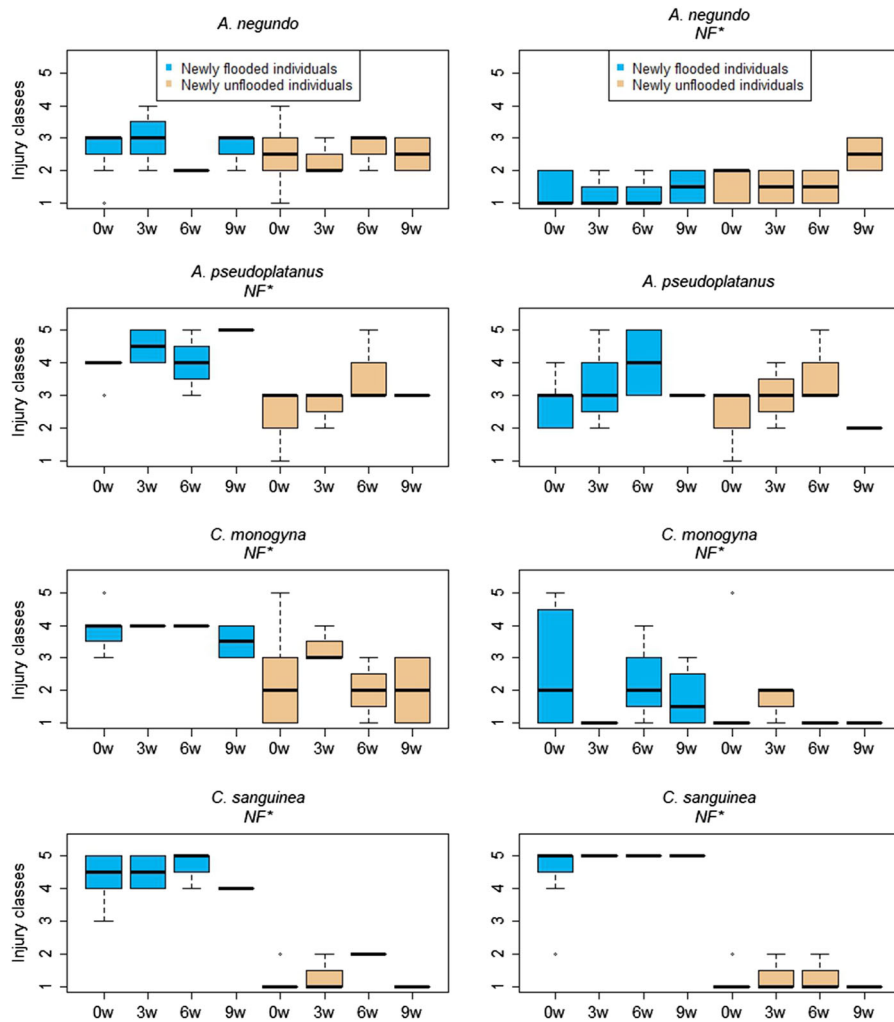 A. negundo
A. negundo
NF*
Injury classes
5
4
3
2
1
Newly flooded individuals
Newly unflooded individuals
0w 3w 6w 9w 0w 3w 6w 9w
5
4
3
2
1
Newly flooded individuals
Newly unflooded individuals
0w 3w 6w 9w 0w 3w 6w 9w
A. pseudoplatanus
NF*
A. pseudoplatanus
Injury classes
5
4
3
2
1
0w 3w 6w 9w 0w 3w 6w 9w
5
4
3
2
1
0w 3w 6w 9w 0w 3w 6w 9w
C. monogyna
NF*
C. monogyna
NF*
Injury classes
5
4
3
2
1
0w 3w 6w 9w 0w 3w 6w 9w
5
4
3
2
1
0w 3w 6w 9w 0w 3w 6w 9w
C. sanguinea
NF*
C. sanguinea
NF*
Injury classes
5
4
3
2
1
0w 3w 6w 9w 0w 3w 6w 9w
5
4
3
2
1
0w 3w 6w 9w 0w 3w 6w 9w